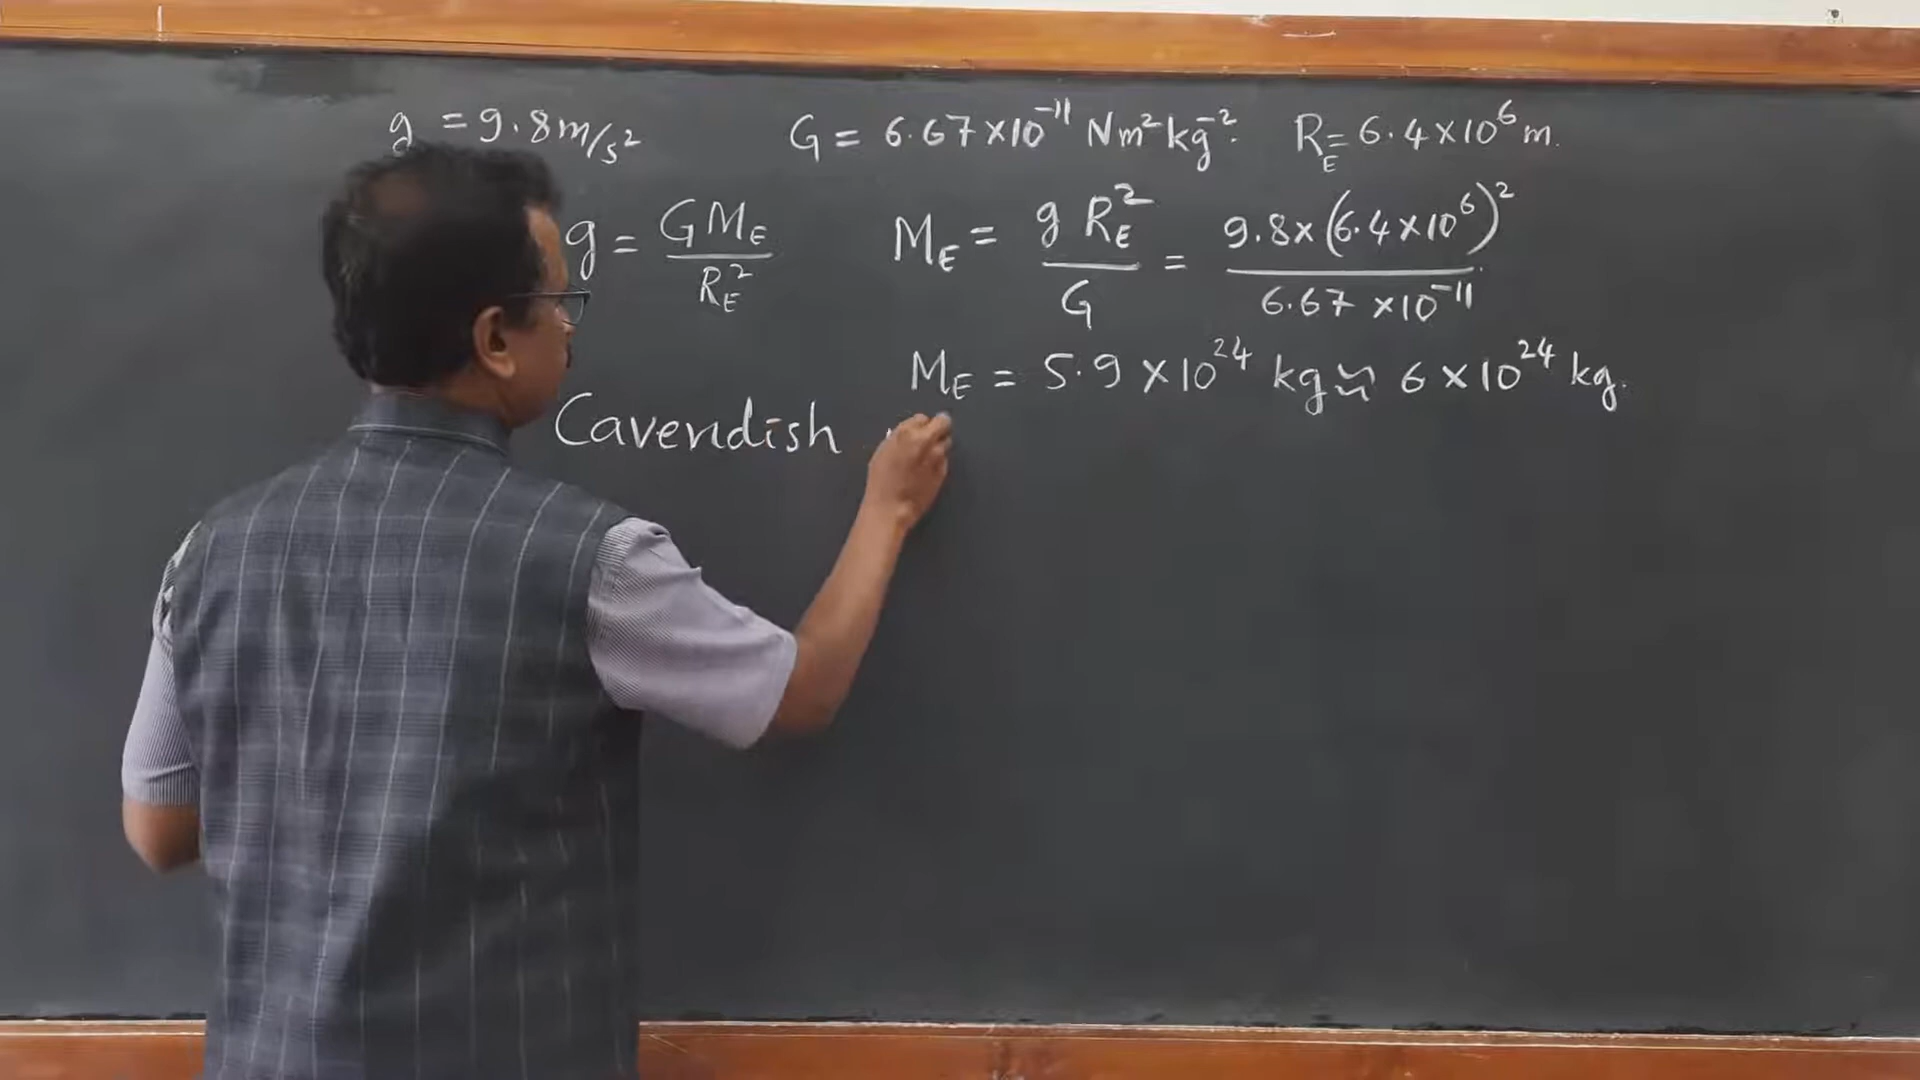 g = 9.8m/s² G = 6.67×10⁻¹¹ Nm²kg⁻². R_E = 6.4×10⁶ m.
g = GM_E / R_E² M_E = g R_E² / G = 9.8×(6.4×10⁶)² / 6.67×10⁻¹¹
M_E = 5.9×10²⁴ kg ≈ 6×10²⁴ kg.
Cavendish